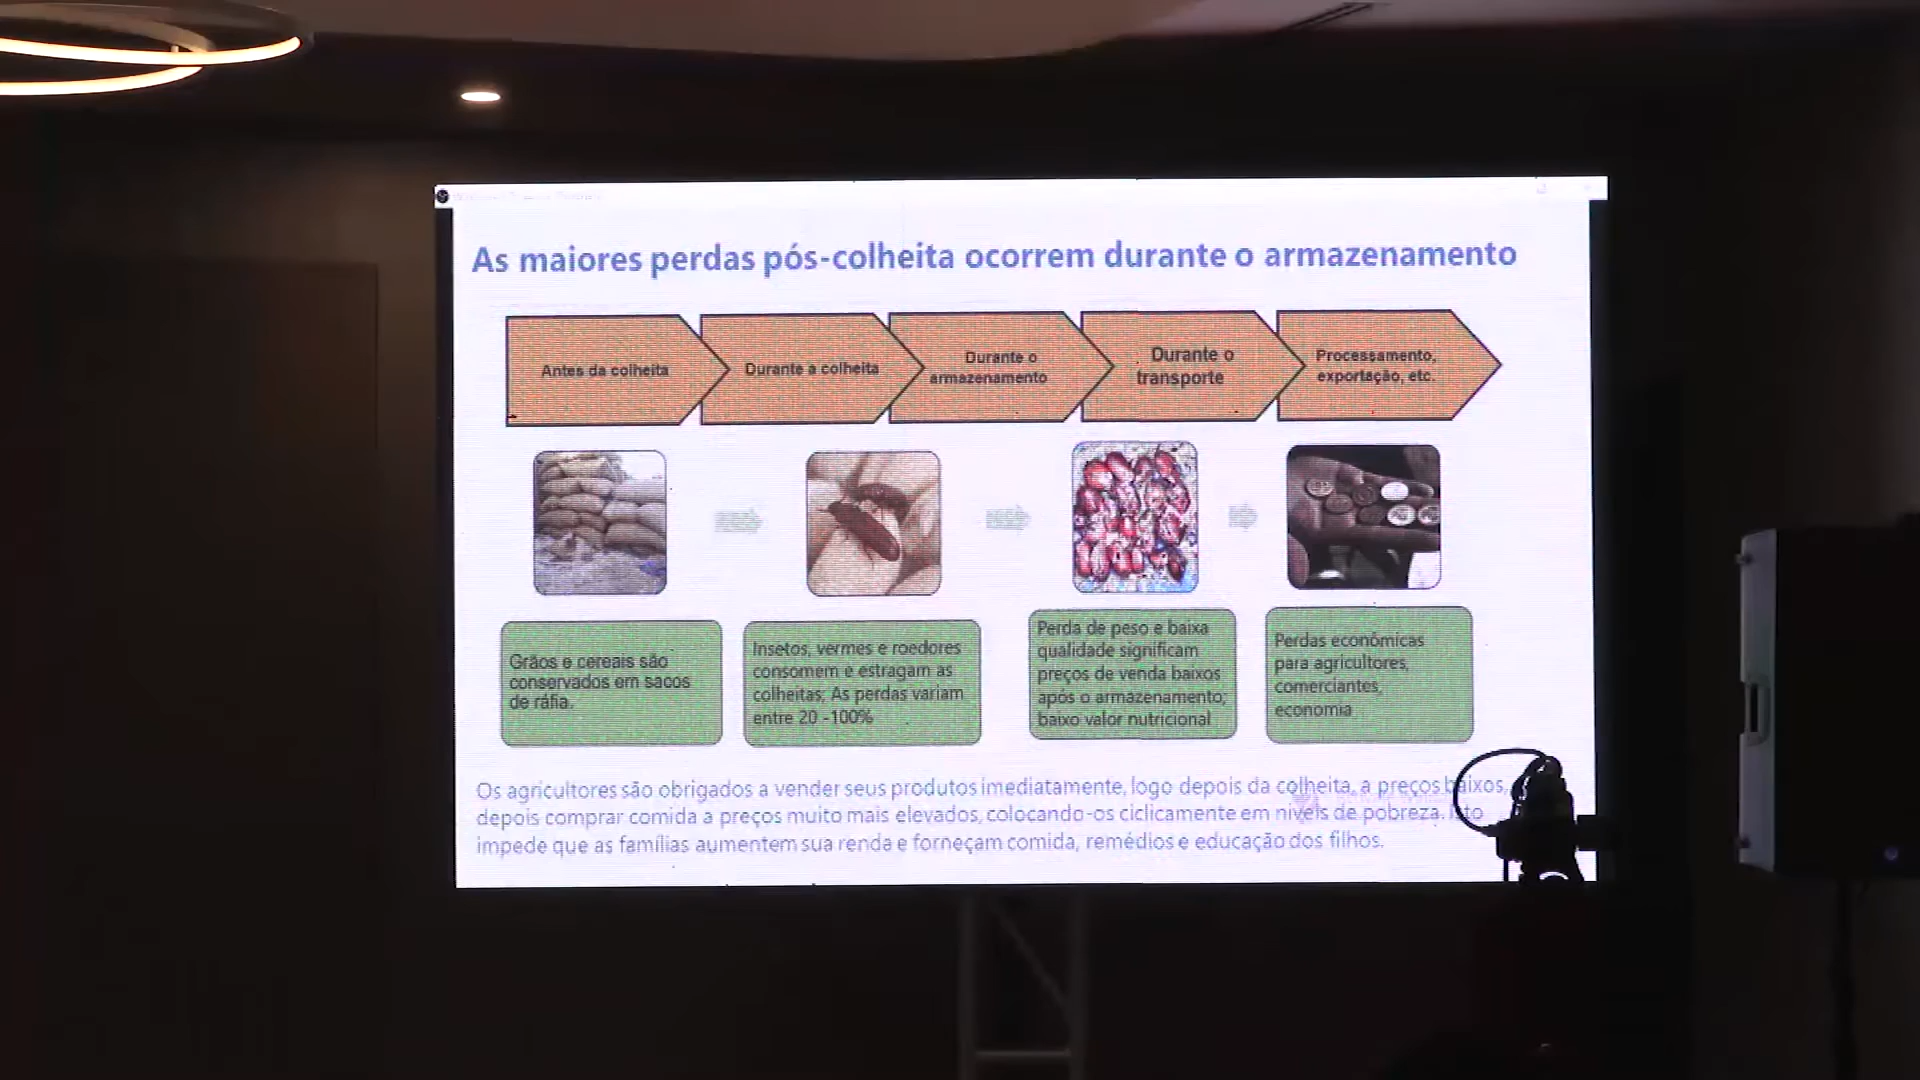 As maiores perdas pós-colheita ocorrem durante o armazenamento
Antes da colheita
Durante a colheita
Durante o
armazenamento
Durante o
transporte
Processamento,
exportação, etc.
Grãos e cereais são
conservados em sacos
de ráfia.
Insetos, vermes e roedores
consomem e estragam as
colheitas; As perdas variam
entre 20 -100%
Perda de peso e baixa
qualidade significam
preços de venda baixos
após o armazenamento;
baixo valor nutricional
Perdas econômicas
para agricultores,
comerciantes,
economia
Os agricultores são obrigados a vender seus produtos imediatamente, logo depois da colheita, a preços baixos,
depois comprar comida a preços muito mais elevados, colocando-os ciclicamente em níveis de pobreza. Isto
impede que as famílias aumentem sua renda e forneçam comida, remédios e educação dos filhos.